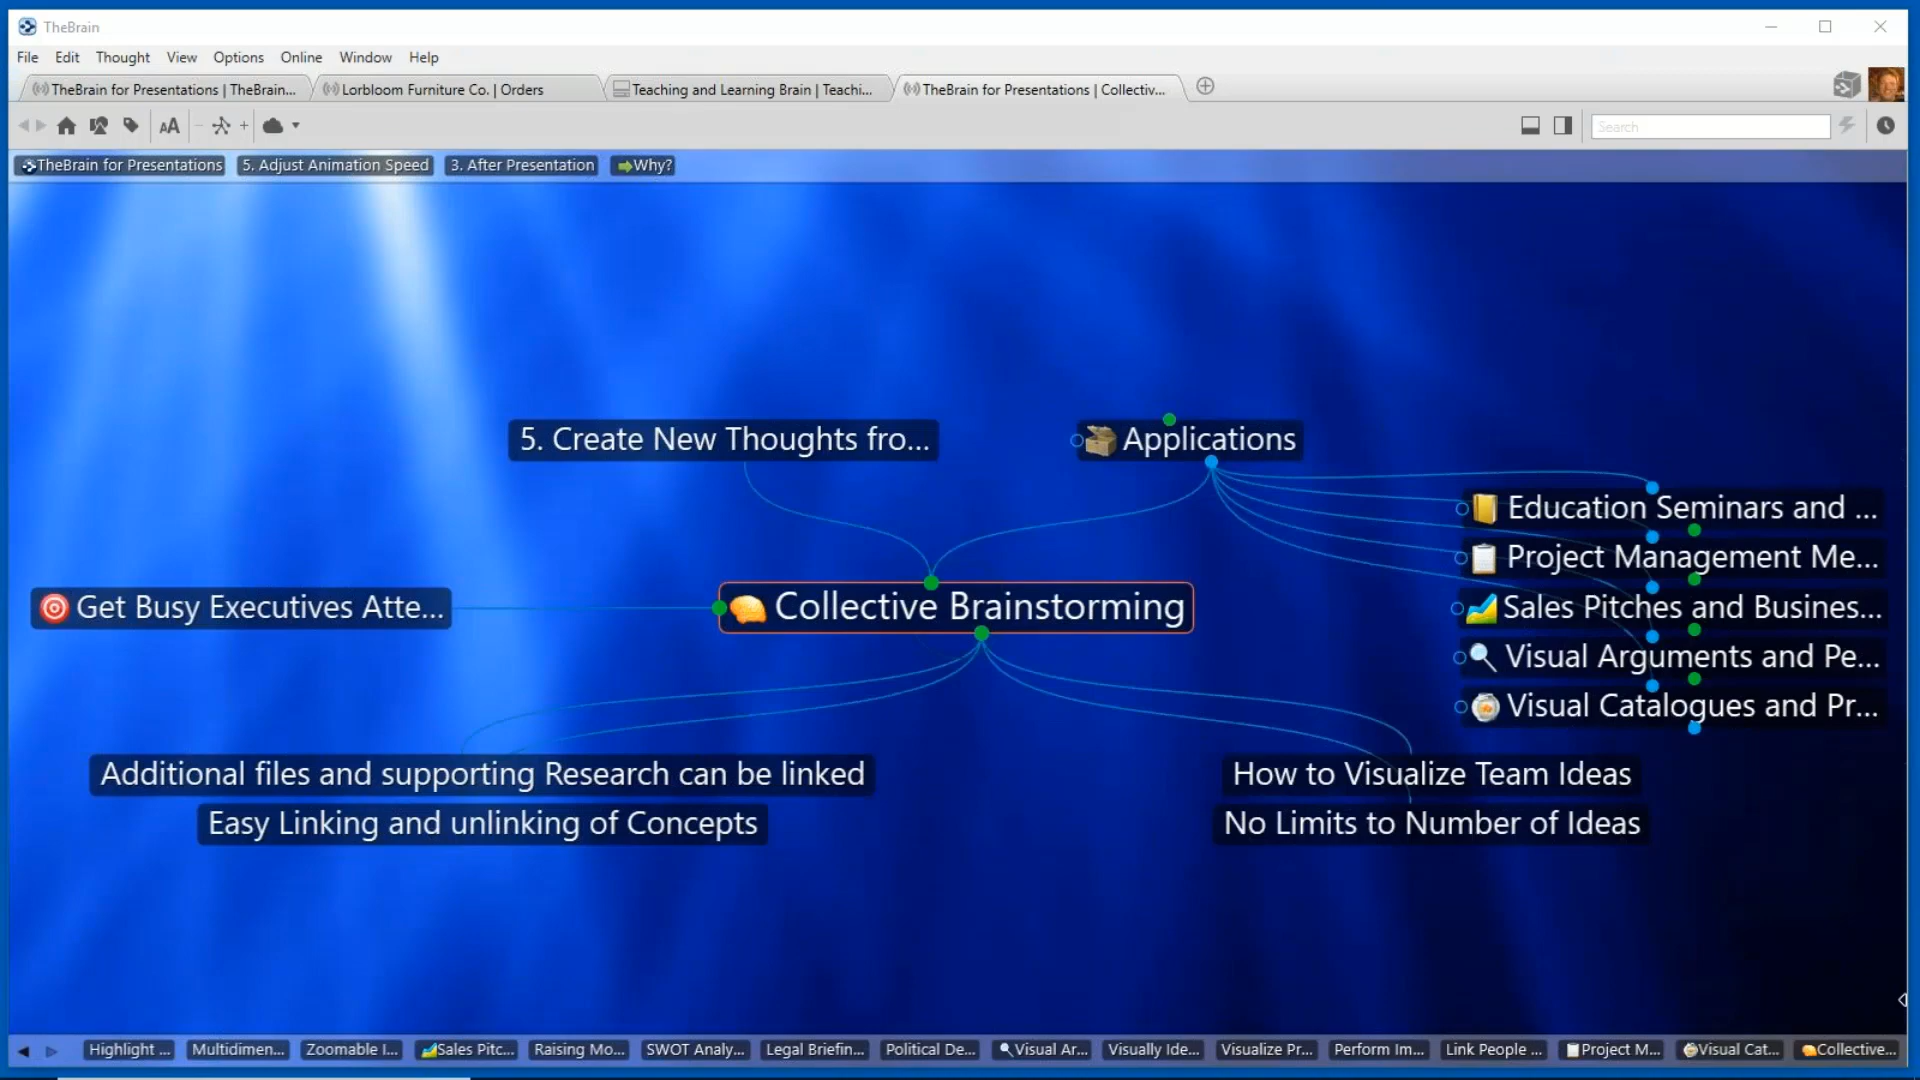 TheBrain
File Edit Thought View Options Online Window Help
TheBrain for Presentations | TheBrain... Lorbloom Furniture Co. | Orders Teaching and Learning Brain | Teachi... TheBrain for Presentations | Collectiv...
AA Search
TheBrain for Presentations 5. Adjust Animation Speed 3. After Presentation Why?
5. Create New Thoughts fro... Applications
Education Seminars and ...
Project Management Me...
Get Busy Executives Atte... Collective Brainstorming Sales Pitches and Busines...
Visual Arguments and Pe...
Visual Catalogues and Pr...
Additional files and supporting Research can be linked How to Visualize Team Ideas
Easy Linking and unlinking of Concepts No Limits to Number of Ideas
Highlight ... Multidimen... Zoomable I... Sales Pitc... Raising Mo... SWOT Analy... Legal Briefin... Political De... Visual Ar... Visually Ide... Visualize Pr... Perform Im... Link People ... Project M... Visual Cat... Collective...